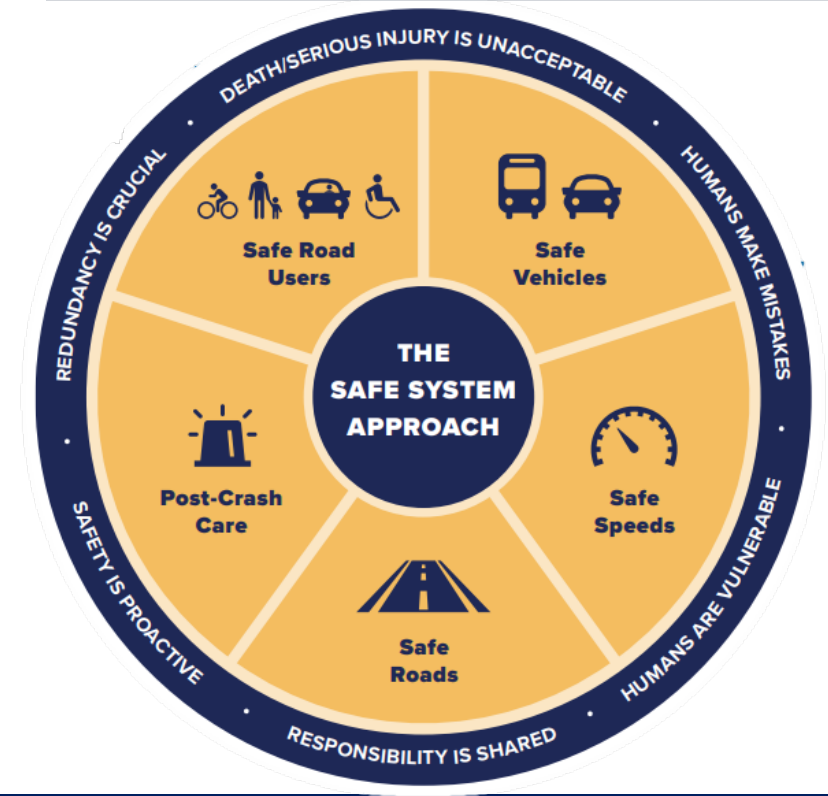 DEATH/SERIOUS INJURY IS UNACCEPTABLE
HUMANS MAKE MISTAKES
HUMANS ARE VULNERABLE
RESPONSIBILITY IS SHARED
SAFETY IS PROACTIVE
REDUNDANCY IS CRUCIAL
THE
SAFE SYSTEM
APPROACH
Safe Road
Users
Safe
Vehicles
Safe
Speeds
Safe
Roads
Post-Crash
Care